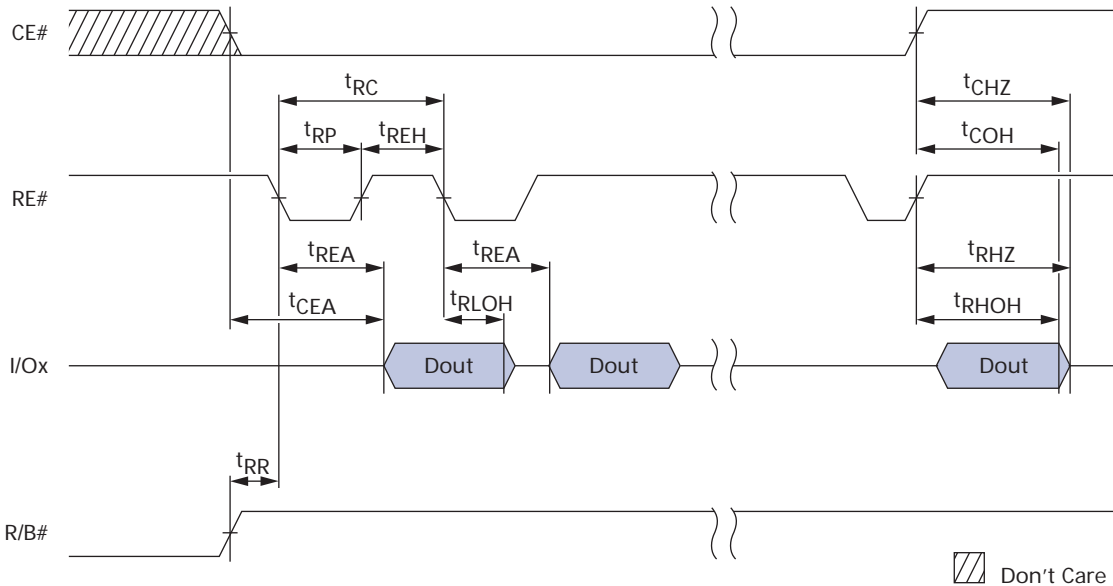 CE#
tRC
tCHZ
tRP
tREH
tCOH
RE#
tREA
tREA
tRHZ
tCEA
tRLOH
tRHOH
I/Ox
Dout
Dout
Dout
tRR
R/B#
Don't Care